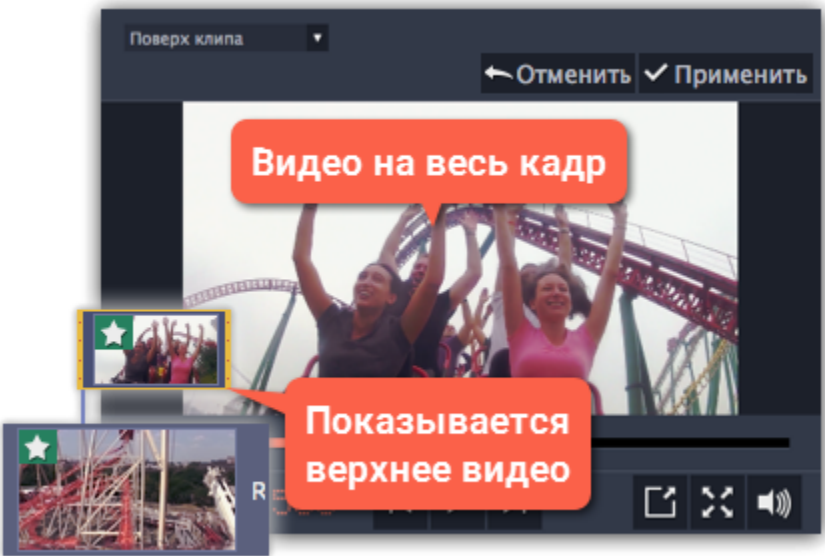 Поверх клипа
Отменить
Применить
Видео на весь кадр
Показывается
верхнее видео
R